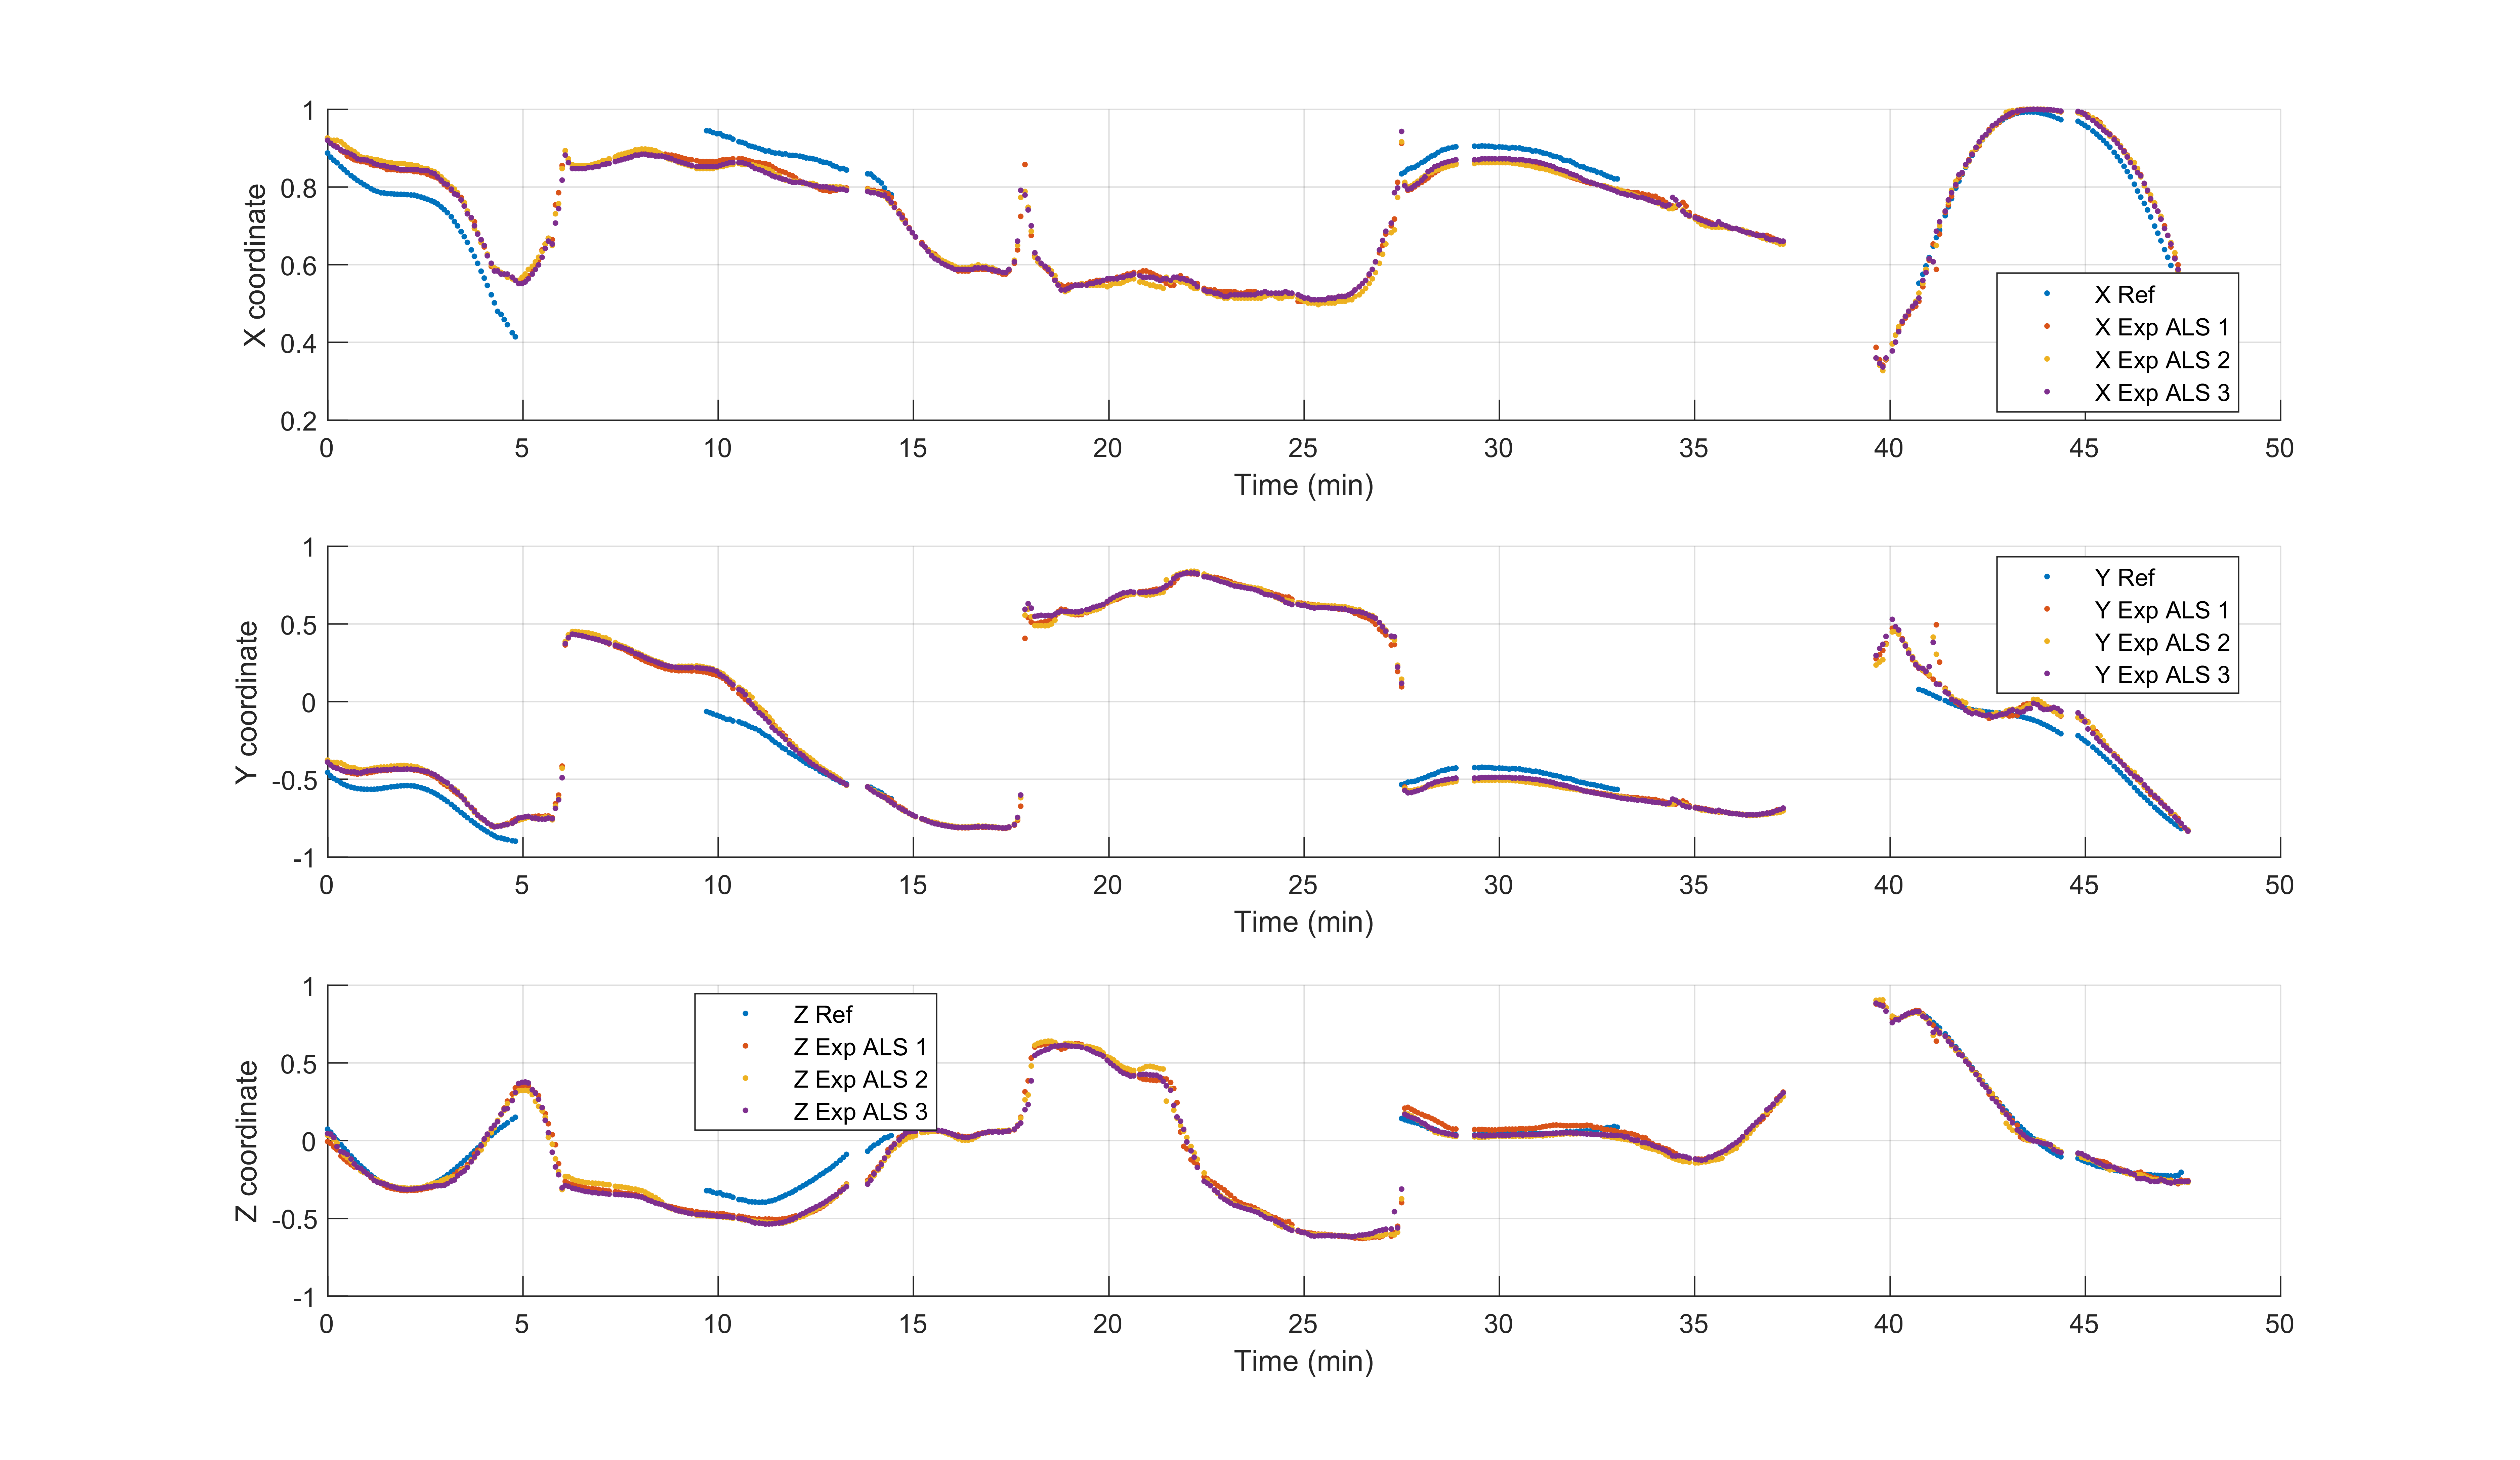 1
0.8
0.6
0.4
0.2
X coordinate
0 5 10 15 20 25 30 35 40 45 50
Time (min)
X Ref
X Exp ALS 1
X Exp ALS 2
X Exp ALS 3
1
0.5
0
-0.5
-1
Y coordinate
0 5 10 15 20 25 30 35 40 45 50
Time (min)
Y Ref
Y Exp ALS 1
Y Exp ALS 2
Y Exp ALS 3
1
0.5
0
-0.5
-1
Z coordinate
0 5 10 15 20 25 30 35 40 45 50
Time (min)
Z Ref
Z Exp ALS 1
Z Exp ALS 2
Z Exp ALS 3